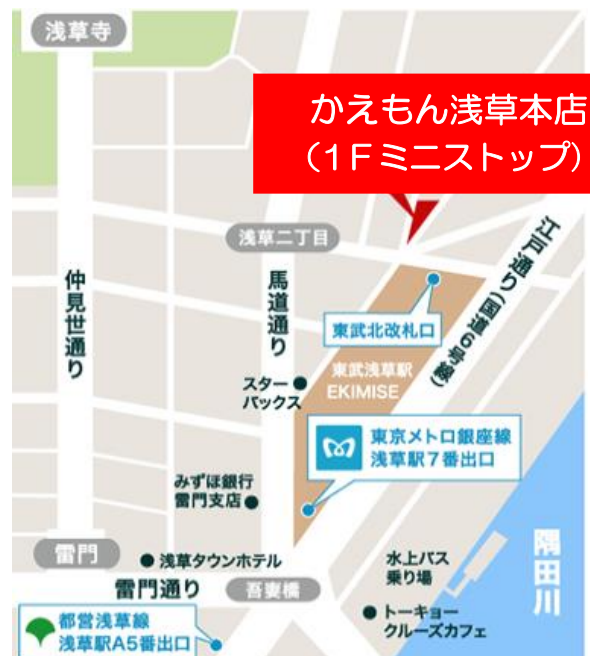 浅草寺
かえもん浅草本店
（1Fミニストップ）
浅草二丁目
江戸通り(国道6号線)
仲見世通り
馬道通り
東武北改札口
東武浅草駅
EKIMISE
スター
バックス
東京メトロ銀座線
浅草駅7番出口
みずほ銀行
雷門支店
雷門
浅草タウンホテル
水上バス
乗り場
隅田川
雷門通り
吾妻橋
トーキョー
クルーズカフェ
都営浅草線
浅草駅A5番出口